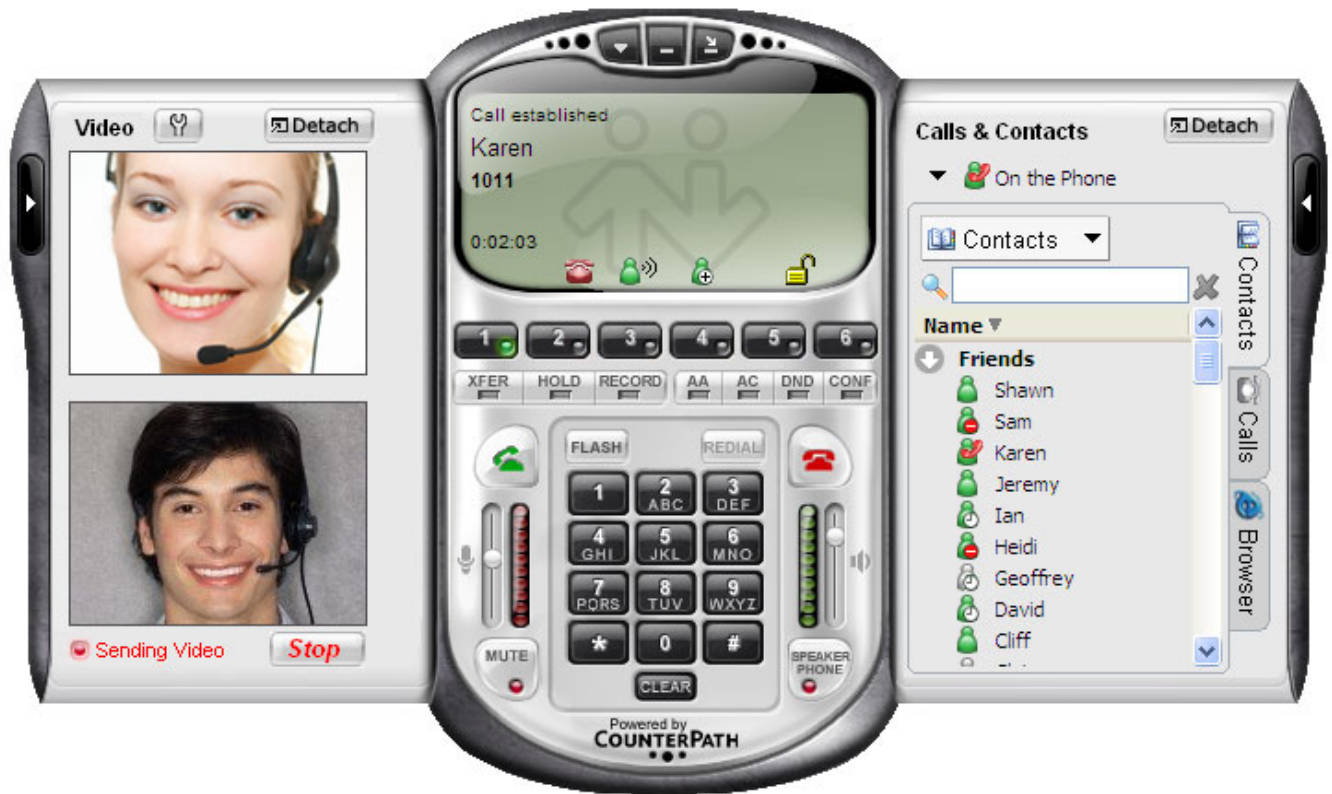 Video
Detach
Sending Video
Stop
Call established
Karen
1011
0:02:03
1 2 3 4 5 6
XFER HOLD RECORD AA AC DND CONF
FLASH REDIAL
1 2 ABC 3 DEF
4 GHI 5 JKL 6 MNO
7 PQRS 8 TUV 9 WXYZ
* 0 #
MUTE
CLEAR
SPEAKER
PHONE
Powered by
COUNTERPATH
Calls & Contacts
Detach
On the Phone
Contacts
Name
Friends
Shawn
Sam
Karen
Jeremy
Ian
Heidi
Geoffrey
David
Cliff
Contacts
Calls
Browser